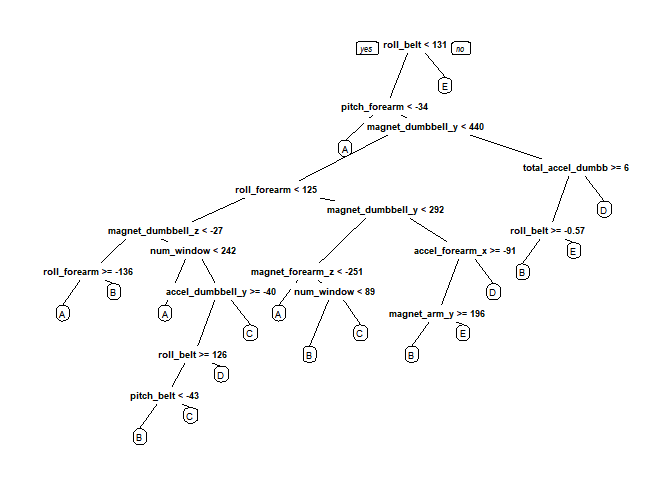 yes roll_belt < 131 no
E
pitch_forearm < -34
magnet_dumbbell_y < 440
A
total_accel_dumbb >= 6
roll_forearm < 125
D
magnet_dumbbell_y < 292
magnet_dumbbell_z < -27
roll_belt >= -0.57
num_window < 242
accel_forearm_x >= -91
E
roll_forearm >= -136
magnet_forearm_z < -251
B
B
accel_dumbbell_y >= -40
num_window < 89
D
A
A
A
magnet_arm_y >= 196
C
C
E
roll_belt >= 126
B
B
D
pitch_belt < -43
C
B